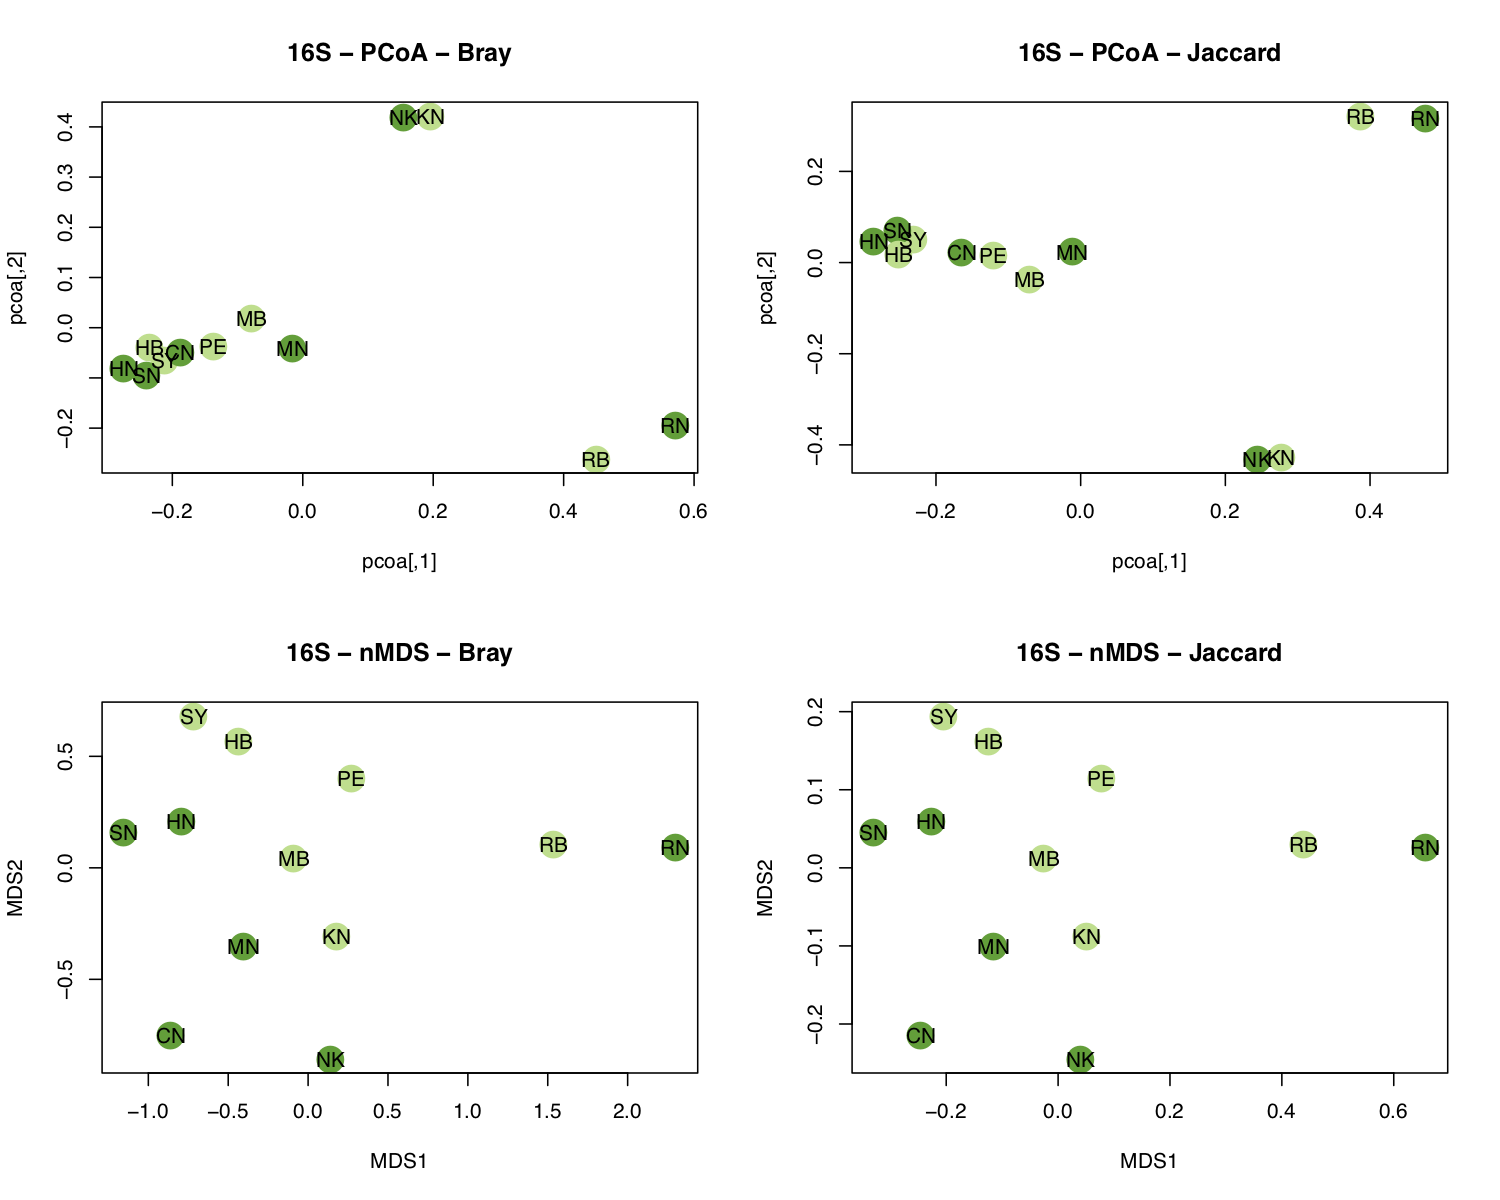 16S – PCoA – Bray
pcoa[,2]
0.4
0.3
0.2
0.1
0.0
−0.2
NK KN
MB
HB CN PE MN
SY
HN SN
RN
RB
−0.2 0.0 0.2 0.4 0.6
pcoa[,1]
16S – PCoA – Jaccard
pcoa[,2]
0.2
0.0
−0.2
−0.4
RB RN
SN
HN SY
HB CN PE MN
MB
NK KN
−0.2 0.0 0.2 0.4
pcoa[,1]
16S – nMDS – Bray
MDS2
0.5
0.0
−0.5
SY
HB
PE
SN HN
MB RB RN
MN KN
CN
NK
−1.0 −0.5 0.0 0.5 1.0 1.5 2.0
MDS1
16S – nMDS – Jaccard
MDS2
0.2
0.1
0.0
−0.1
−0.2
SY
HB
PE
SN HN
MB RB RN
MN KN
CN
NK
−0.2 0.0 0.2 0.4 0.6
MDS1